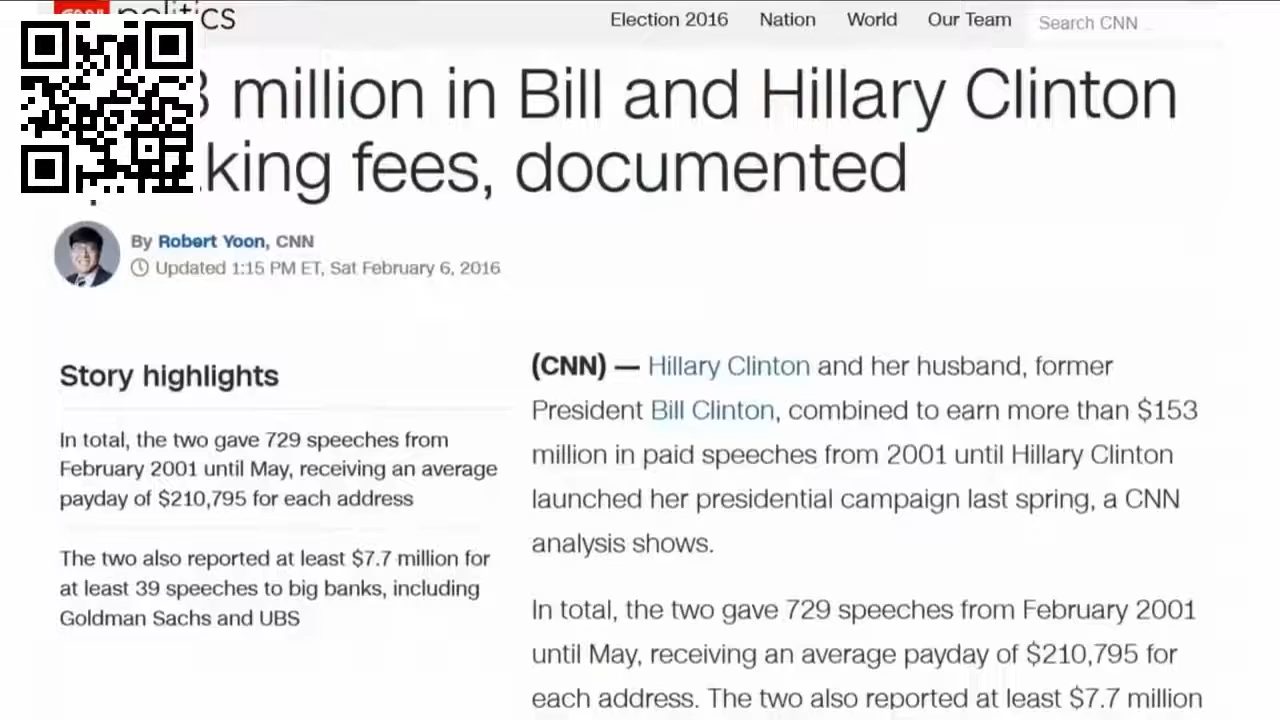 politics
Election 2016 Nation World Our Team Search CNN ...
million in Bill and Hillary Clinton
king fees, documented
By Robert Yoon, CNN
Updated 1:15 PM ET, Sat February 6, 2016
Story highlights
In total, the two gave 729 speeches from
February 2001 until May, receiving an average
payday of $210,795 for each address
The two also reported at least $7.7 million for
at least 39 speeches to big banks, including
Goldman Sachs and UBS
(CNN) — Hillary Clinton and her husband, former
President Bill Clinton, combined to earn more than $153
million in paid speeches from 2001 until Hillary Clinton
launched her presidential campaign last spring, a CNN
analysis shows.
In total, the two gave 729 speeches from February 2001
until May, receiving an average payday of $210,795 for
each address. The two also reported at least $7.7 million